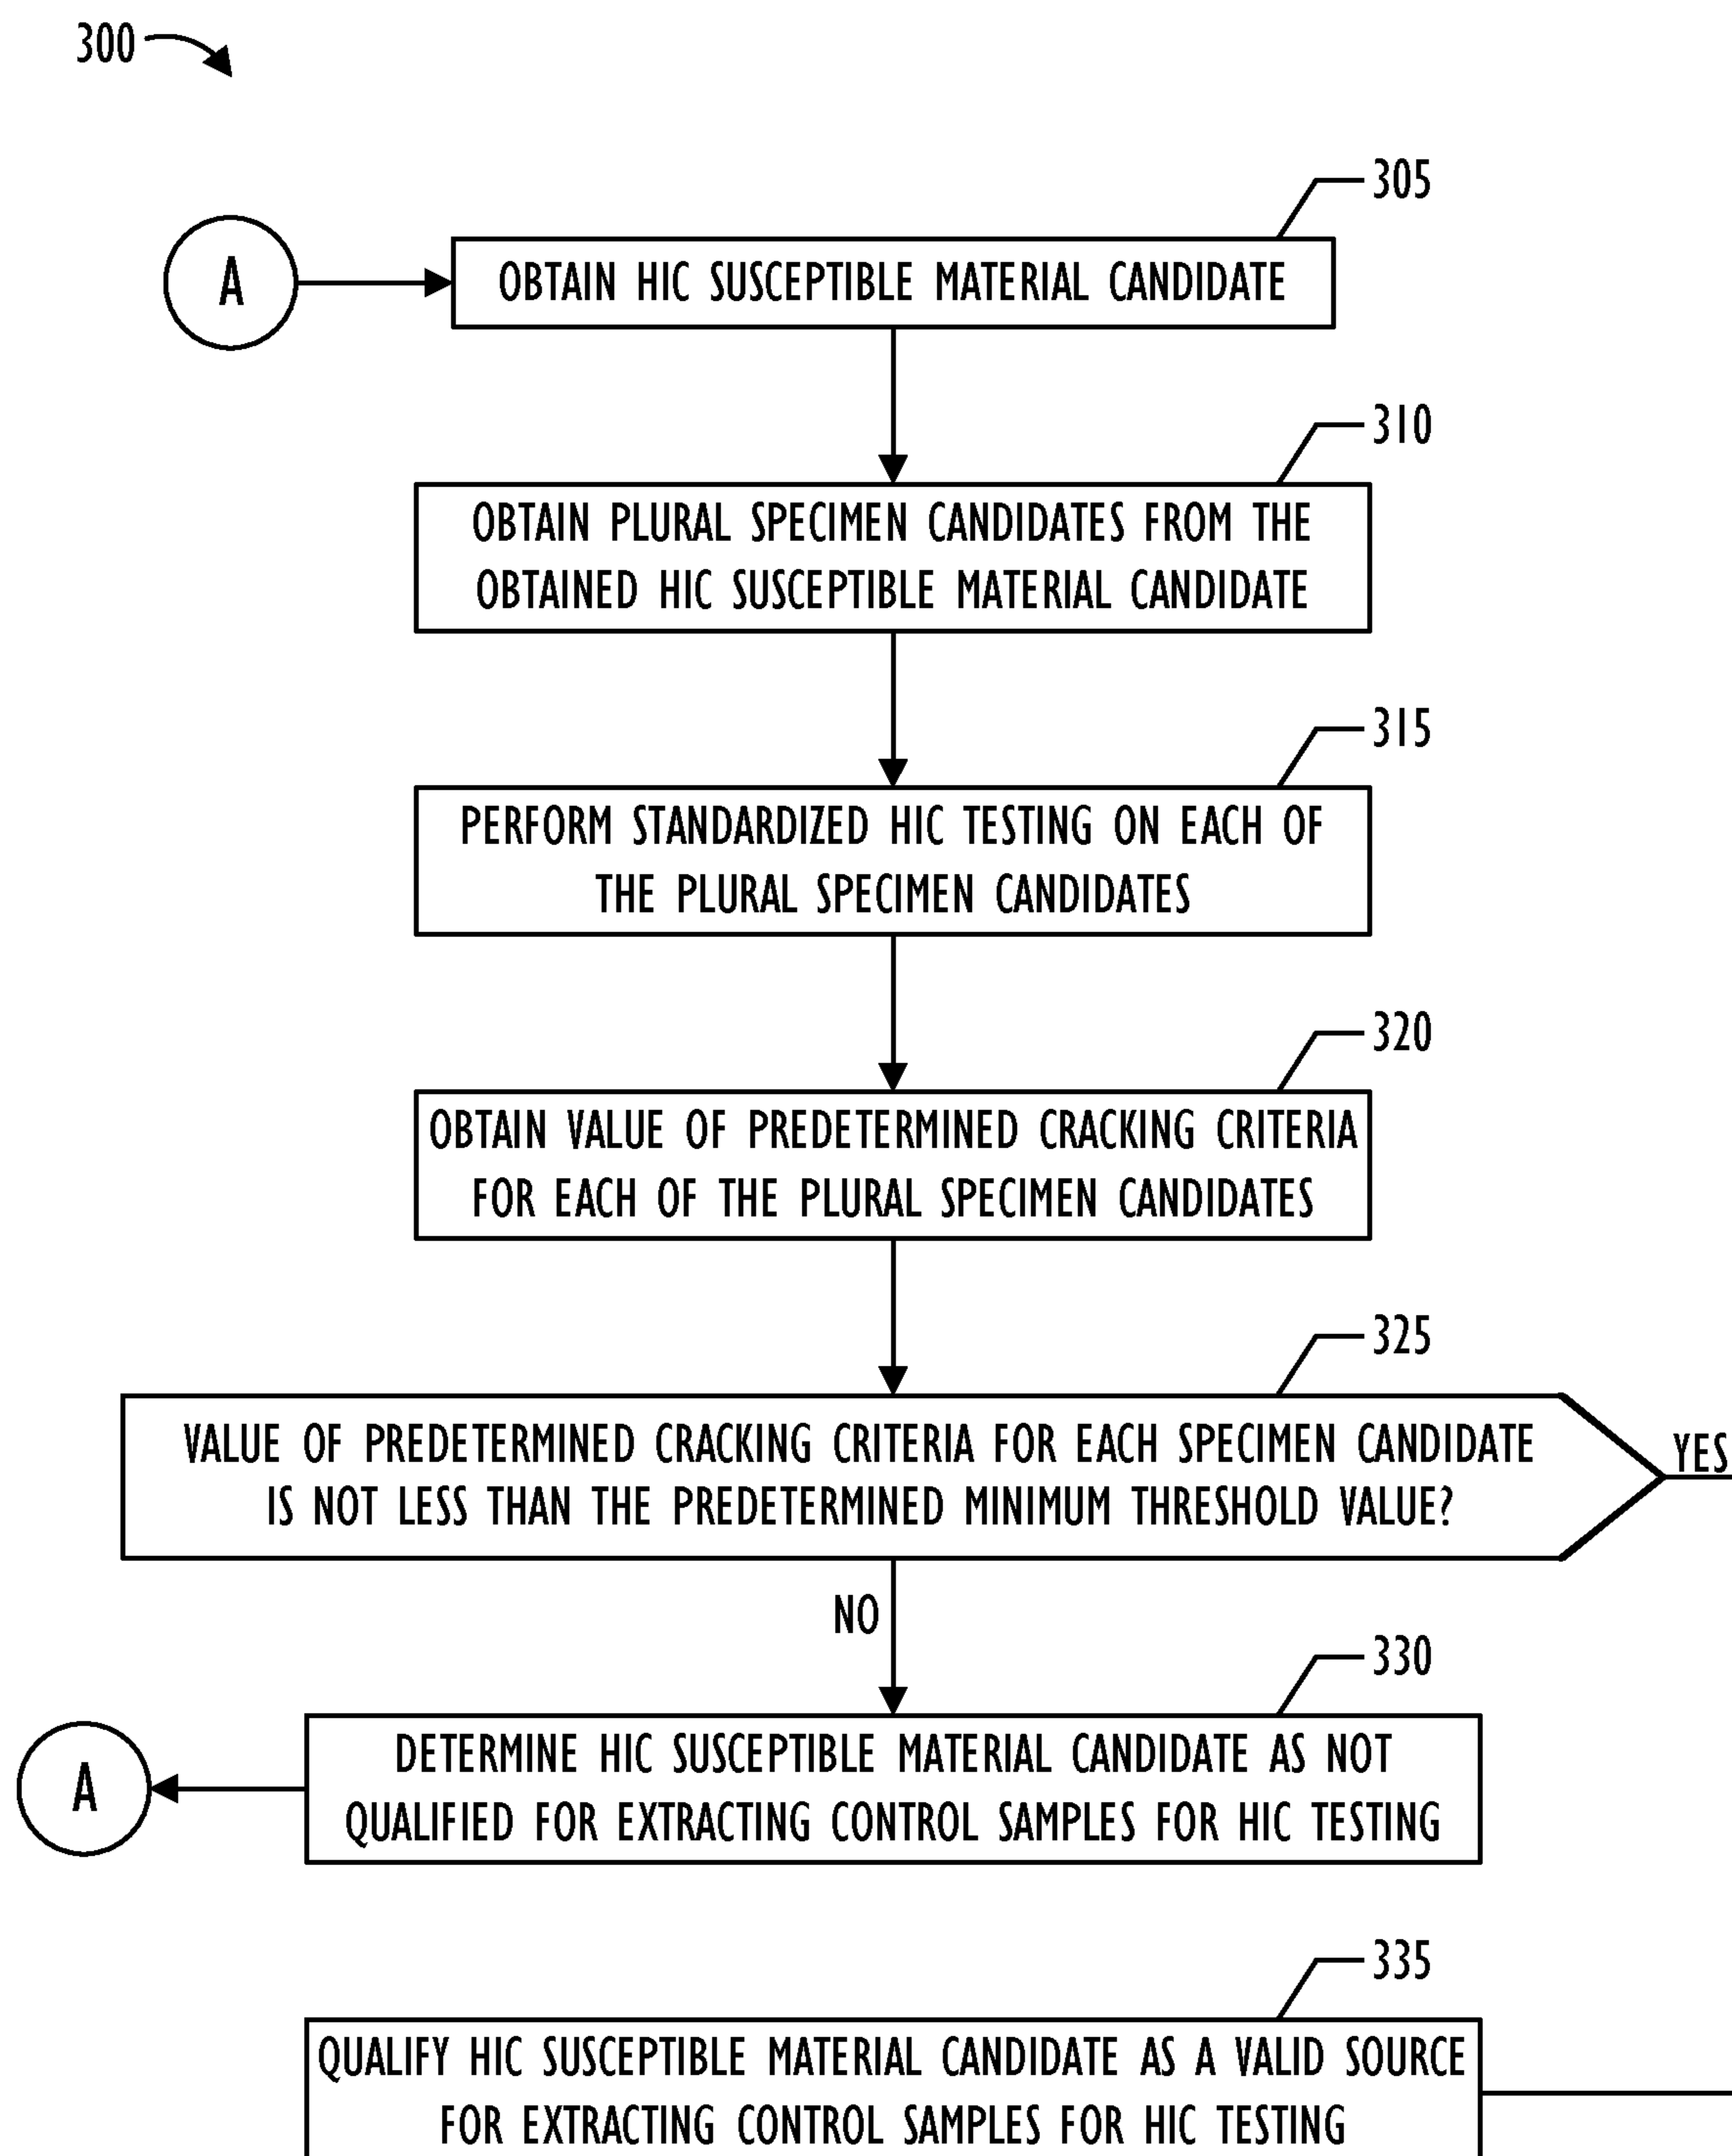 300
305
A
OBTAIN HIC SUSCEPTIBLE MATERIAL CANDIDATE
310
OBTAIN PLURAL SPECIMEN CANDIDATES FROM THE
OBTAINED HIC SUSCEPTIBLE MATERIAL CANDIDATE
315
PERFORM STANDARDIZED HIC TESTING ON EACH OF
THE PLURAL SPECIMEN CANDIDATES
320
OBTAIN VALUE OF PREDETERMINED CRACKING CRITERIA
FOR EACH OF THE PLURAL SPECIMEN CANDIDATES
325
VALUE OF PREDETERMINED CRACKING CRITERIA FOR EACH SPECIMEN CANDIDATE
IS NOT LESS THAN THE PREDETERMINED MINIMUM THRESHOLD VALUE?
YES
NO
330
DETERMINE HIC SUSCEPTIBLE MATERIAL CANDIDATE AS NOT
QUALIFIED FOR EXTRACTING CONTROL SAMPLES FOR HIC TESTING
A
335
QUALIFY HIC SUSCEPTIBLE MATERIAL CANDIDATE AS A VALID SOURCE
FOR EXTRACTING CONTROL SAMPLES FOR HIC TESTING